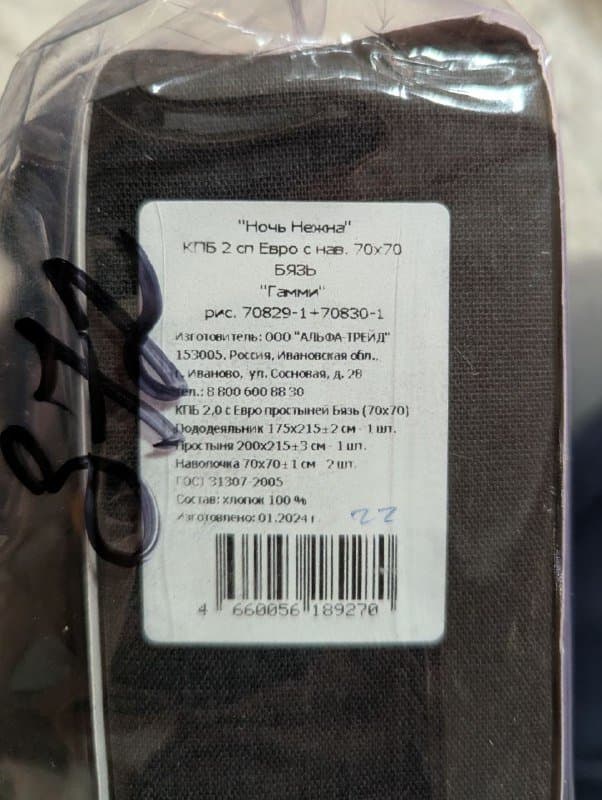 "Ночь Нежна"
КПБ 2 сп Евро с нав. 70х70
БЯЗЬ
"Гамми"
рис. 70829-1+70830-1
Изготовитель: ООО "АЛЬФА-ТРЕЙД"
153005, Россия, Ивановская обл.,
г. Иваново, ул. Сосновая, д. 28
тел.: 8 800 600 88 30
КПБ 2,0 с Евро простыней Бязь (70х70)
Пододеяльник 175х215±2 см - 1 шт.
Простыня 200х215±3 см - 1 шт.
Наволочка 70х70±1 см - 2 шт.
ГОСТ 31307-2005
Состав: хлопок 100 %
Изготовлено: 01.2024 г.
22
4 660056 189270
872